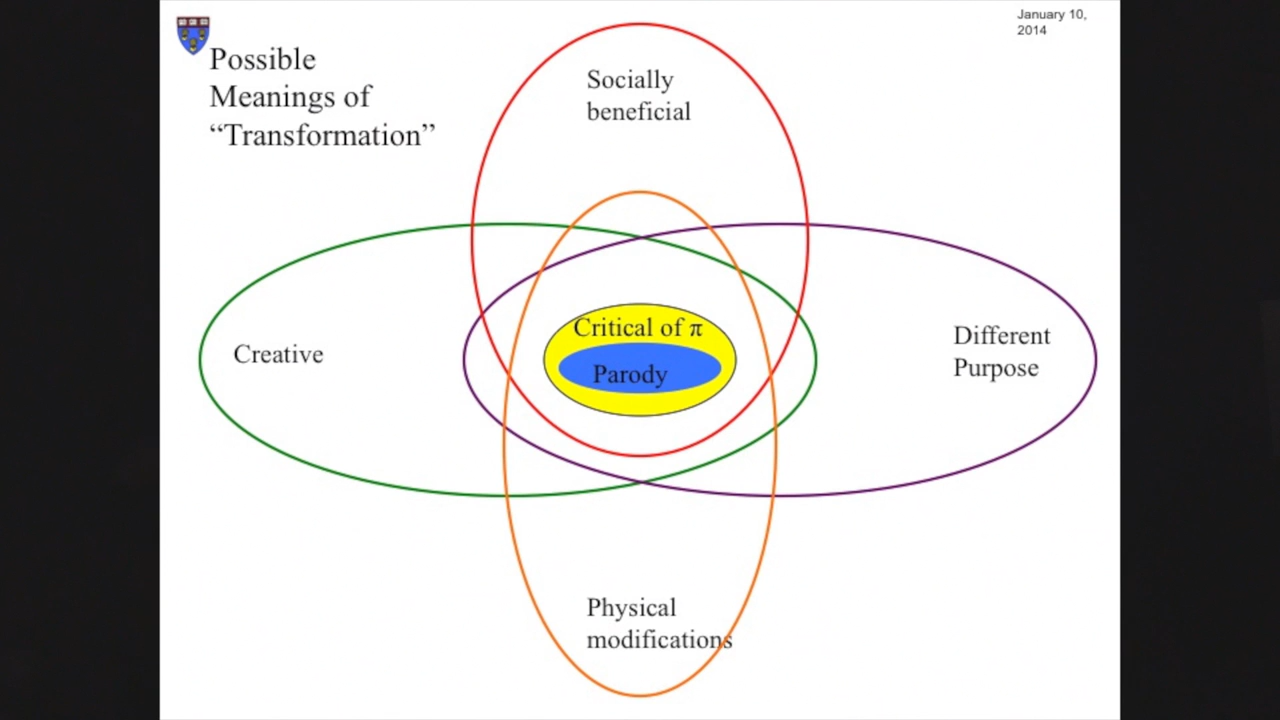 January 10,
2014
Possible
Meanings of
“Transformation”
Socially
beneficial
Creative
Critical of π
Parody
Different
Purpose
Physical
modifications